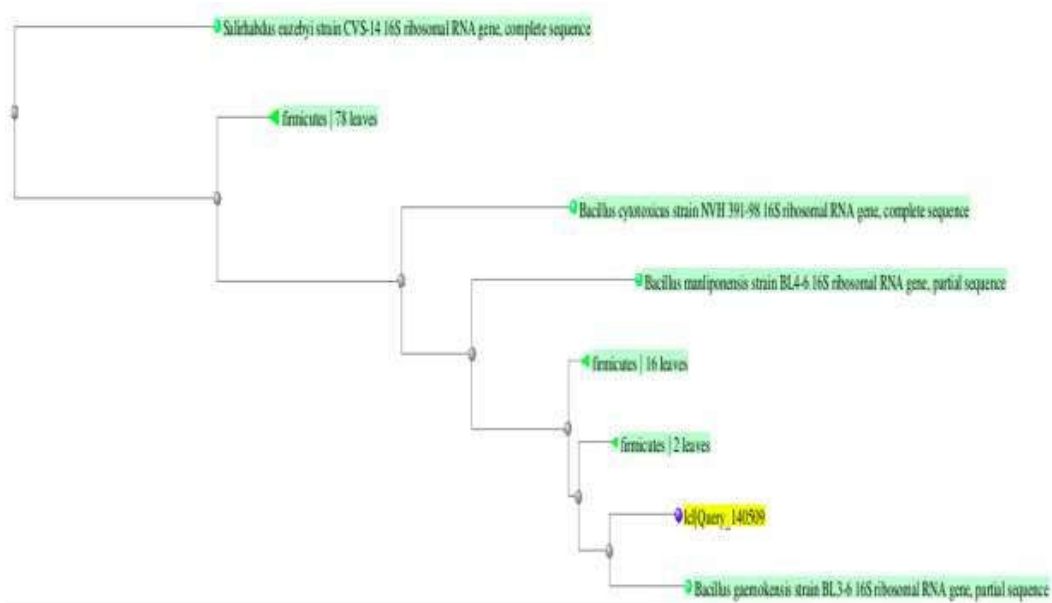 Salirhabdus euzebyi strain CVS-14 16S ribosomal RNA gene, complete sequence
firmicutes | 78 leaves
Bacillus cytotoxicus strain NVH 391-98 16S ribosomal RNA gene, complete sequence
Bacillus manliponensis strain BL4-6 16S ribosomal RNA gene, partial sequence
firmicutes | 16 leaves
firmicutes | 2 leaves
lcl|Query_140509
Bacillus gaemokensis strain BL3-6 16S ribosomal RNA gene, partial sequence